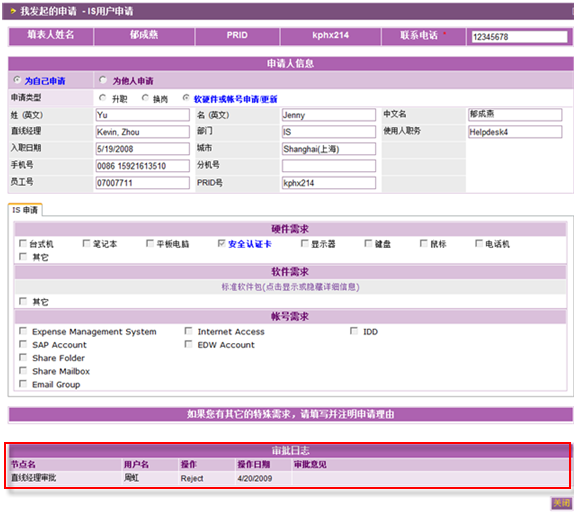 我发起的申请 - IS用户申请
填表人姓名 郁成燕 PRID kphx214 联系电话 * 12345678
申请人信息
为自己申请 为他人申请
申请类型 升职 换岗 软硬件或帐号申请/更新
姓 (英文) Yu 名 (英文) Jenny 中文名 郁成燕
直线经理 Kevin, Zhou 部门 IS 使用人职务 Helpdesk4
入职日期 5/19/2008 城市 Shanghai(上海)
手机号 0086 15921613510 分机号
员工号 07007711 PRID号 kphx214
IS 申请
硬件需求
台式机 笔记本 平板电脑 安全认证卡 显示器 键盘 鼠标 电话机
其它
软件需求
标准软件包(点击显示或隐藏详细信息)
其它
帐号需求
Expense Management System Internet Access IDD
SAP Account EDW Account
Share Folder
Share Mailbox
Email Group
如果您有其它的特殊需求，请填写并注明申请理由
审批日志
节点名 用户名 操作 操作日期 审批意见
直线经理审批 周虹 Reject 4/20/2009
关闭